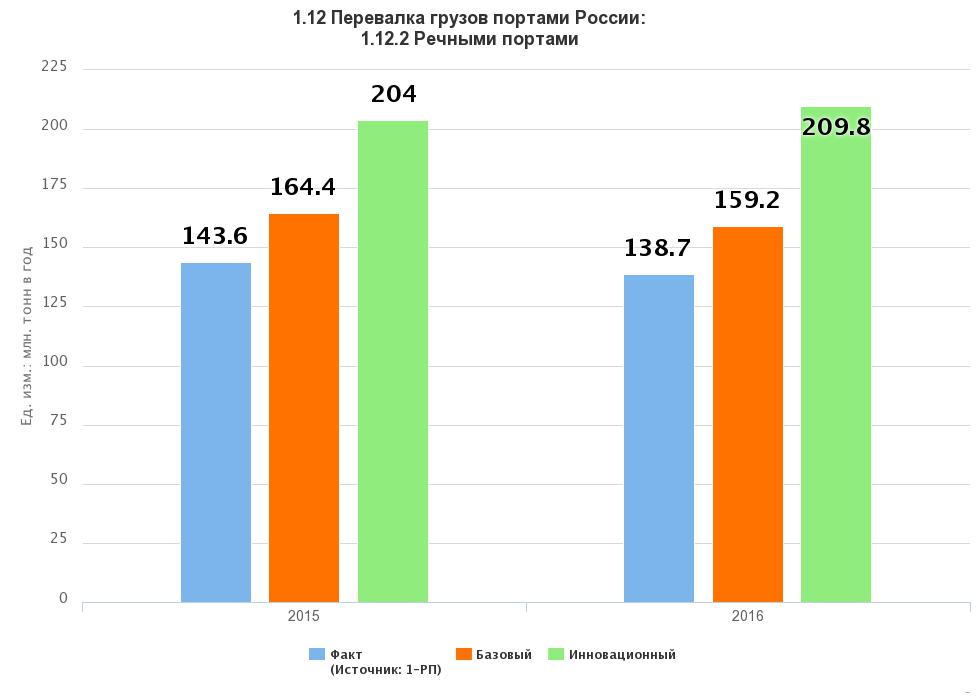 1.12 Перевалка грузов портами России:
1.12.2 Речными портами
225
200
175
150
125
100
75
50
25
0
Ед. изм.: млн. тонн в год
143.6
164.4
204
138.7
159.2
209.8
2015
2016
Факт
(Источник: 1-РП)
Базовый
Инновационный